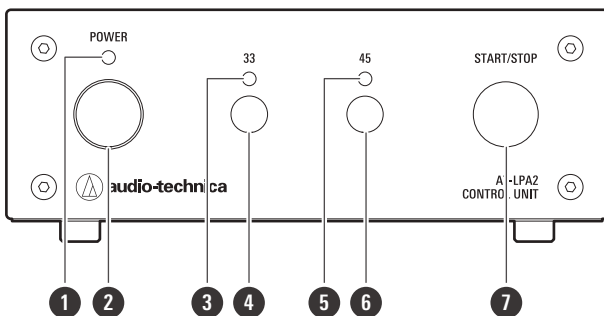 POWER
33
45
START/STOP
audio-technica
AT-LPA2
CONTROL UNIT
1 2 3 4 5 6 7